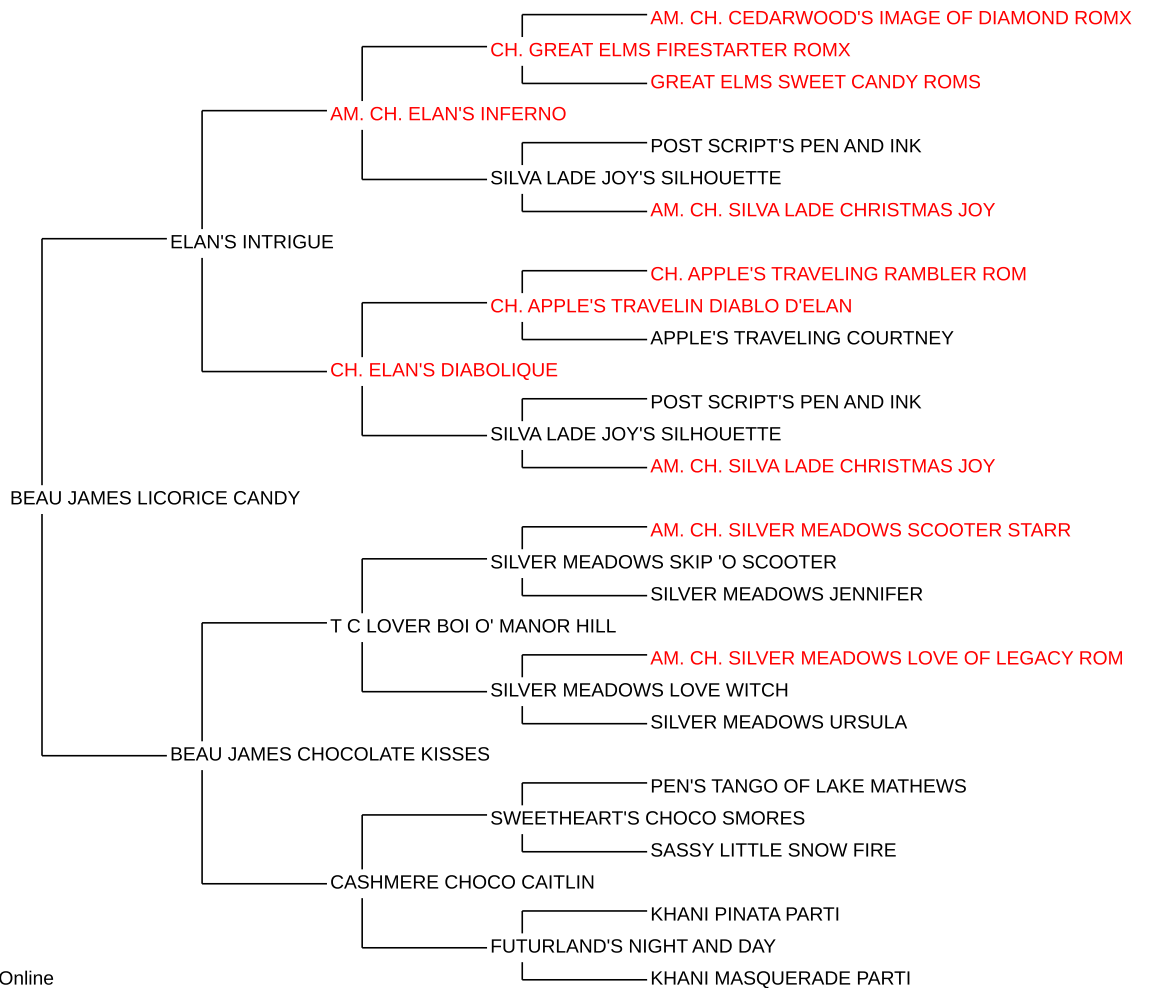 AM. CH. CEDARWOOD'S IMAGE OF DIAMOND ROMX
CH. GREAT ELMS FIRESTARTER ROMX
GREAT ELMS SWEET CANDY ROMS
AM. CH. ELAN'S INFERNO
POST SCRIPT'S PEN AND INK
SILVA LADE JOY'S SILHOUETTE
AM. CH. SILVA LADE CHRISTMAS JOY
ELAN'S INTRIGUE
CH. APPLE'S TRAVELING RAMBLER ROM
CH. APPLE'S TRAVELIN DIABLO D'ELAN
APPLE'S TRAVELING COURTNEY
CH. ELAN'S DIABOLIQUE
POST SCRIPT'S PEN AND INK
SILVA LADE JOY'S SILHOUETTE
AM. CH. SILVA LADE CHRISTMAS JOY
BEAU JAMES LICORICE CANDY
AM. CH. SILVER MEADOWS SCOOTER STARR
SILVER MEADOWS SKIP 'O SCOOTER
SILVER MEADOWS JENNIFER
T C LOVER BOI O' MANOR HILL
AM. CH. SILVER MEADOWS LOVE OF LEGACY ROM
SILVER MEADOWS LOVE WITCH
SILVER MEADOWS URSULA
BEAU JAMES CHOCOLATE KISSES
PEN'S TANGO OF LAKE MATHEWS
SWEETHEART'S CHOCO SMORES
SASSY LITTLE SNOW FIRE
CASHMERE CHOCO CAITLIN
KHANI PINATA PARTI
FUTURLAND'S NIGHT AND DAY
KHANI MASQUERADE PARTI
Online